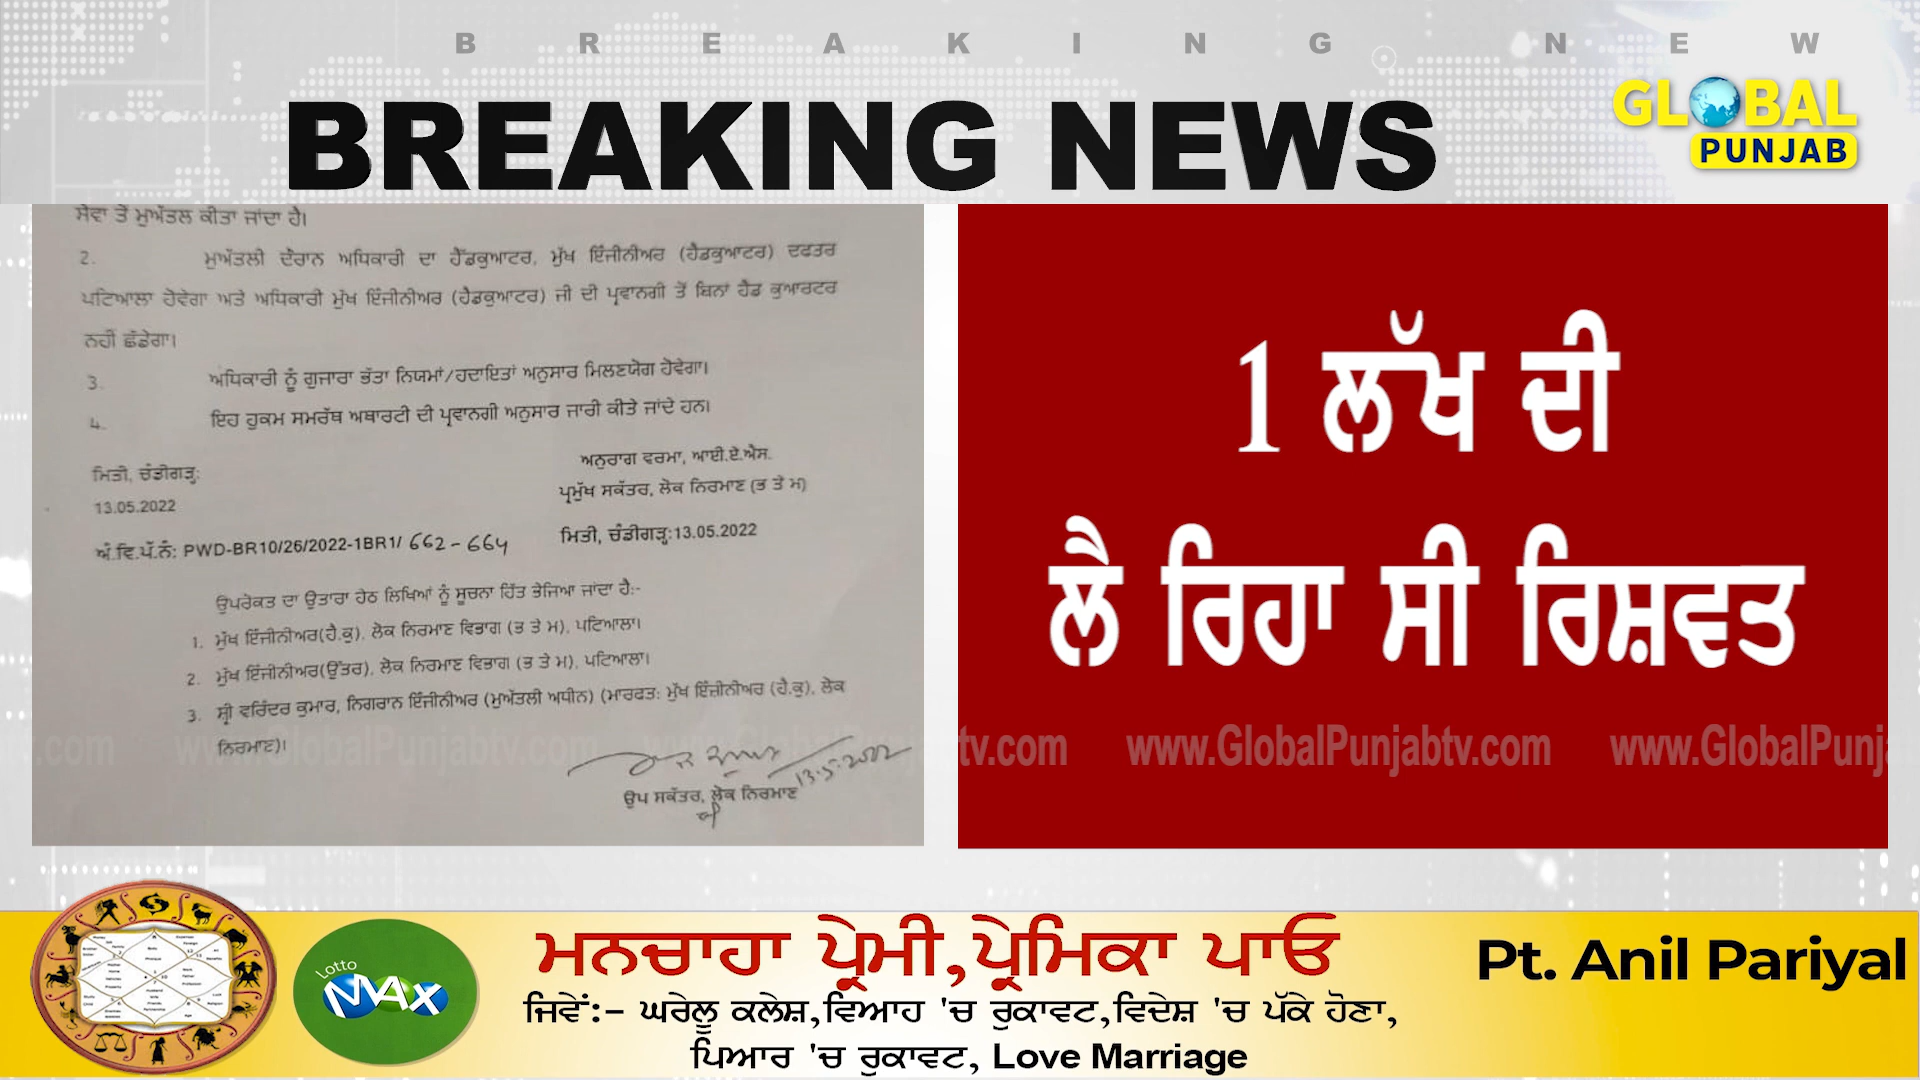 B R E A K I N G N E W
BREAKING NEWS
GLOBAL
PUNJAB
ਸੇਵਾ ਤੋਂ ਮੁਅੱਤਲ ਕੀਤਾ ਜਾਂਦਾ ਹੈ।
2. ਮੁਅੱਤਲੀ ਦੌਰਾਨ ਅਧਿਕਾਰੀ ਦਾ ਹੈੱਡਕੁਆਟਰ, ਮੁੱਖ ਇੰਜੀਨੀਅਰ (ਹੈਡਕੁਆਟਰ) ਦਫਤਰ
ਪਟਿਆਲਾ ਹੋਵੇਗਾ ਅਤੇ ਅਧਿਕਾਰੀ ਮੁੱਖ ਇੰਜੀਨੀਅਰ (ਹੈਡਕੁਆਟਰ) ਜੀ ਦੀ ਪ੍ਰਵਾਨਗੀ ਤੋਂ ਬਿਨਾਂ ਹੈਡ ਕੁਆਰਟਰ
ਨਹੀਂ ਛੱਡੇਗਾ।
3. ਅਧਿਕਾਰੀ ਨੂੰ ਗੁਜਾਰਾ ਭੱਤਾ ਨਿਯਮਾਂ/ਹਦਾਇਤਾਂ ਅਨੁਸਾਰ ਮਿਲਣਯੋਗ ਹੋਵੇਗਾ।
4. ਇਹ ਹੁਕਮ ਸਮਰੱਥ ਅਥਾਰਟੀ ਦੀ ਪ੍ਰਵਾਨਗੀ ਅਨੁਸਾਰ ਜਾਰੀ ਕੀਤੇ ਜਾਂਦੇ ਹਨ।
ਮਿਤੀ, ਚੰਡੀਗੜ੍ਹ:
13.05.2022
ਅਨੁਰਾਗ ਵਰਮਾ, ਆਈ.ਏ.ਐਸ.
ਪ੍ਰਮੁੱਖ ਸਕੱਤਰ, ਲੋਕ ਨਿਰਮਾਣ (ਭ ਤੇ ਮ)
ਅੰ.ਵਿ.ਪੱ.ਨੰ: PWD-BR10/26/2022-1BR1/ 662-664
ਮਿਤੀ, ਚੰਡੀਗੜ੍ਹ:13.05.2022
ਉਪਰੋਕਤ ਦਾ ਉਤਾਰਾ ਹੇਠ ਲਿਖਿਆਂ ਨੂੰ ਸੂਚਨਾ ਹਿੱਤ ਭੇਜਿਆ ਜਾਂਦਾ ਹੈ:-
1. ਮੁੱਖ ਇੰਜੀਨੀਅਰ(ਹੈ.ਕੁ), ਲੋਕ ਨਿਰਮਾਣ ਵਿਭਾਗ (ਭ ਤੇ ਮ), ਪਟਿਆਲਾ।
2. ਮੁੱਖ ਇੰਜੀਨੀਅਰ(ਉੱਤਰ), ਲੋਕ ਨਿਰਮਾਣ ਵਿਭਾਗ (ਭ ਤੇ ਮ), ਪਟਿਆਲਾ।
3. ਸ੍ਰੀ ਵਰਿੰਦਰ ਕੁਮਾਰ, ਨਿਗਰਾਨ ਇੰਜੀਨੀਅਰ (ਮੁਅੱਤਲੀ ਅਧੀਨ) (ਮਾਰਫਤ: ਮੁੱਖ ਇੰਜ਼ੀਨੀਅਰ (ਹੈ.ਕੁ), ਲੋਕ
ਨਿਰਮਾਣ)।
13.5.2022
ਉਪ ਸਕੱਤਰ, ਲੋਕ ਨਿਰਮਾਣ
1 ਲੱਖ ਦੀ
ਲੈ ਰਿਹਾ ਸੀ ਰਿਸ਼ਵਤ
tv.com www.GlobalPunjabtv.com www.GlobalPunjabtv.com www.GlobalPunja
ਮਨਚਾਹਾ ਪ੍ਰੇਮੀ,ਪ੍ਰੇਮਿਕਾ ਪਾਓ
Pt. Anil Pariyal
Lotto
MAX
ਜਿਵੇਂ:– ਘਰੇਲੂ ਕਲੇਸ਼,ਵਿਆਹ 'ਚ ਰੁਕਾਵਟ,ਵਿਦੇਸ਼ 'ਚ ਪੱਕੇ ਹੋਣਾ,
ਪਿਆਰ 'ਚ ਰੁਕਾਵਟ, Love Marriage